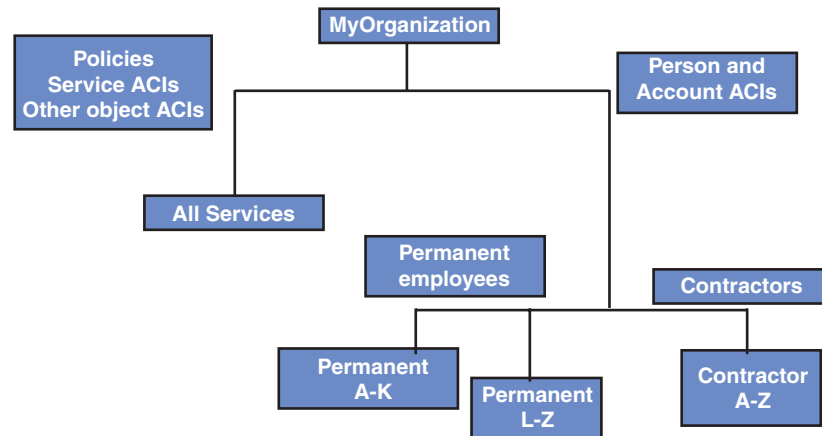 MyOrganization
Policies
Service ACIs
Other object ACIs
Person and
Account ACIs
All Services
Permanent
employees
Contractors
Permanent
A-K
Permanent
L-Z
Contractor
A-Z